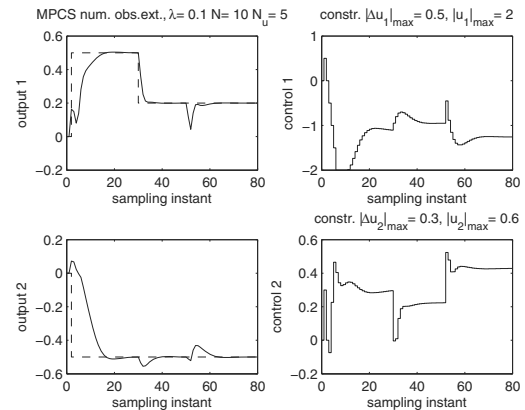 MPCS num. obs.ext., λ= 0.1 N= 10 N_u = 5
constr. |Δu_1|_max = 0.5, |u_1|_max = 2
output 1
0.6
0.4
0.2
0
-0.2
0 20 40 60 80
sampling instant
control 1
1
0
-1
-2
0 20 40 60 80
sampling instant
constr. |Δu_2|_max = 0.3, |u_2|_max = 0.6
output 2
0.2
0
-0.2
-0.4
-0.6
0 20 40 60 80
sampling instant
control 2
0.6
0.4
0.2
0
-0.2
0 20 40 60 80
sampling instant